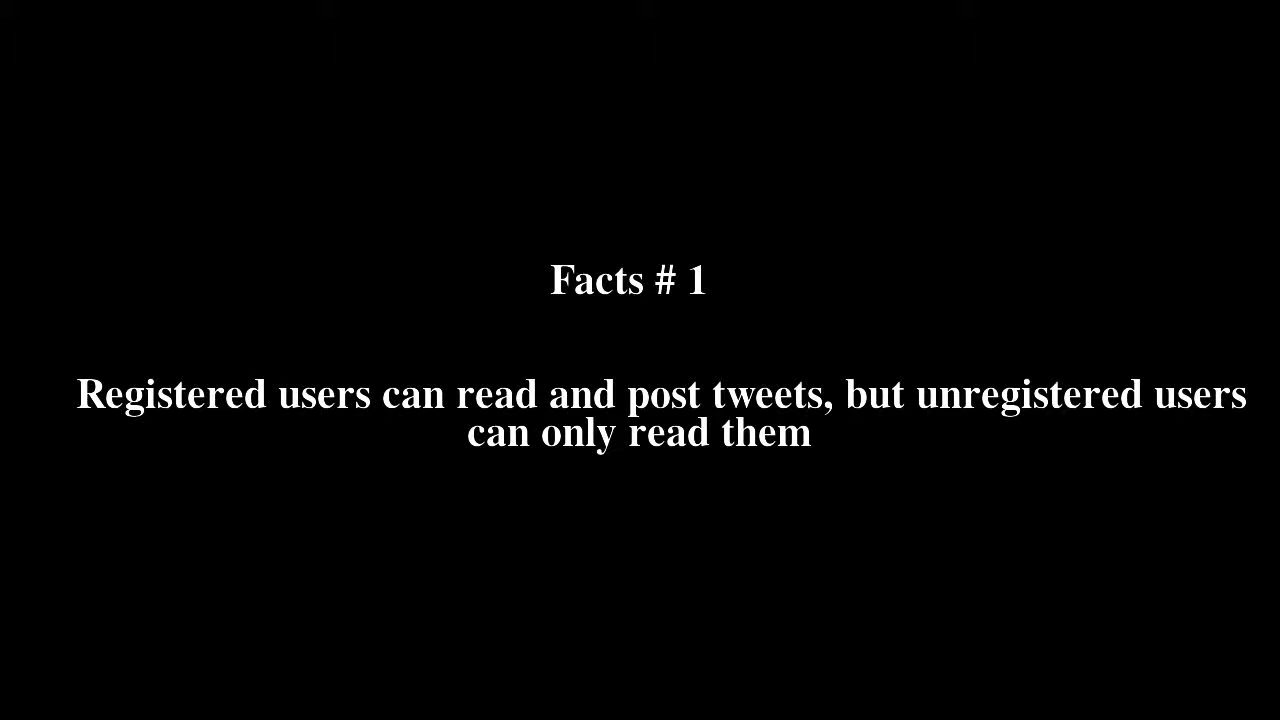 Facts # 1
Registered users can read and post tweets, but unregistered users
can only read them